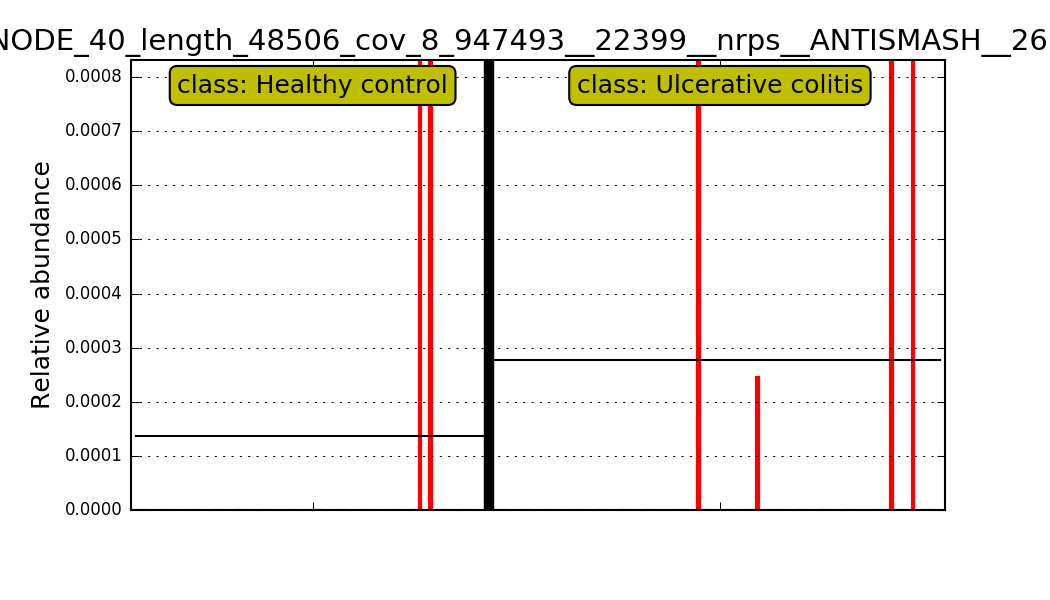 NODE_40_length_48506_cov_8_947493__22399__nrps__ANTISMASH__26
class: Healthy control
class: Ulcerative colitis
Relative abundance
0.0008
0.0007
0.0006
0.0005
0.0004
0.0003
0.0002
0.0001
0.0000